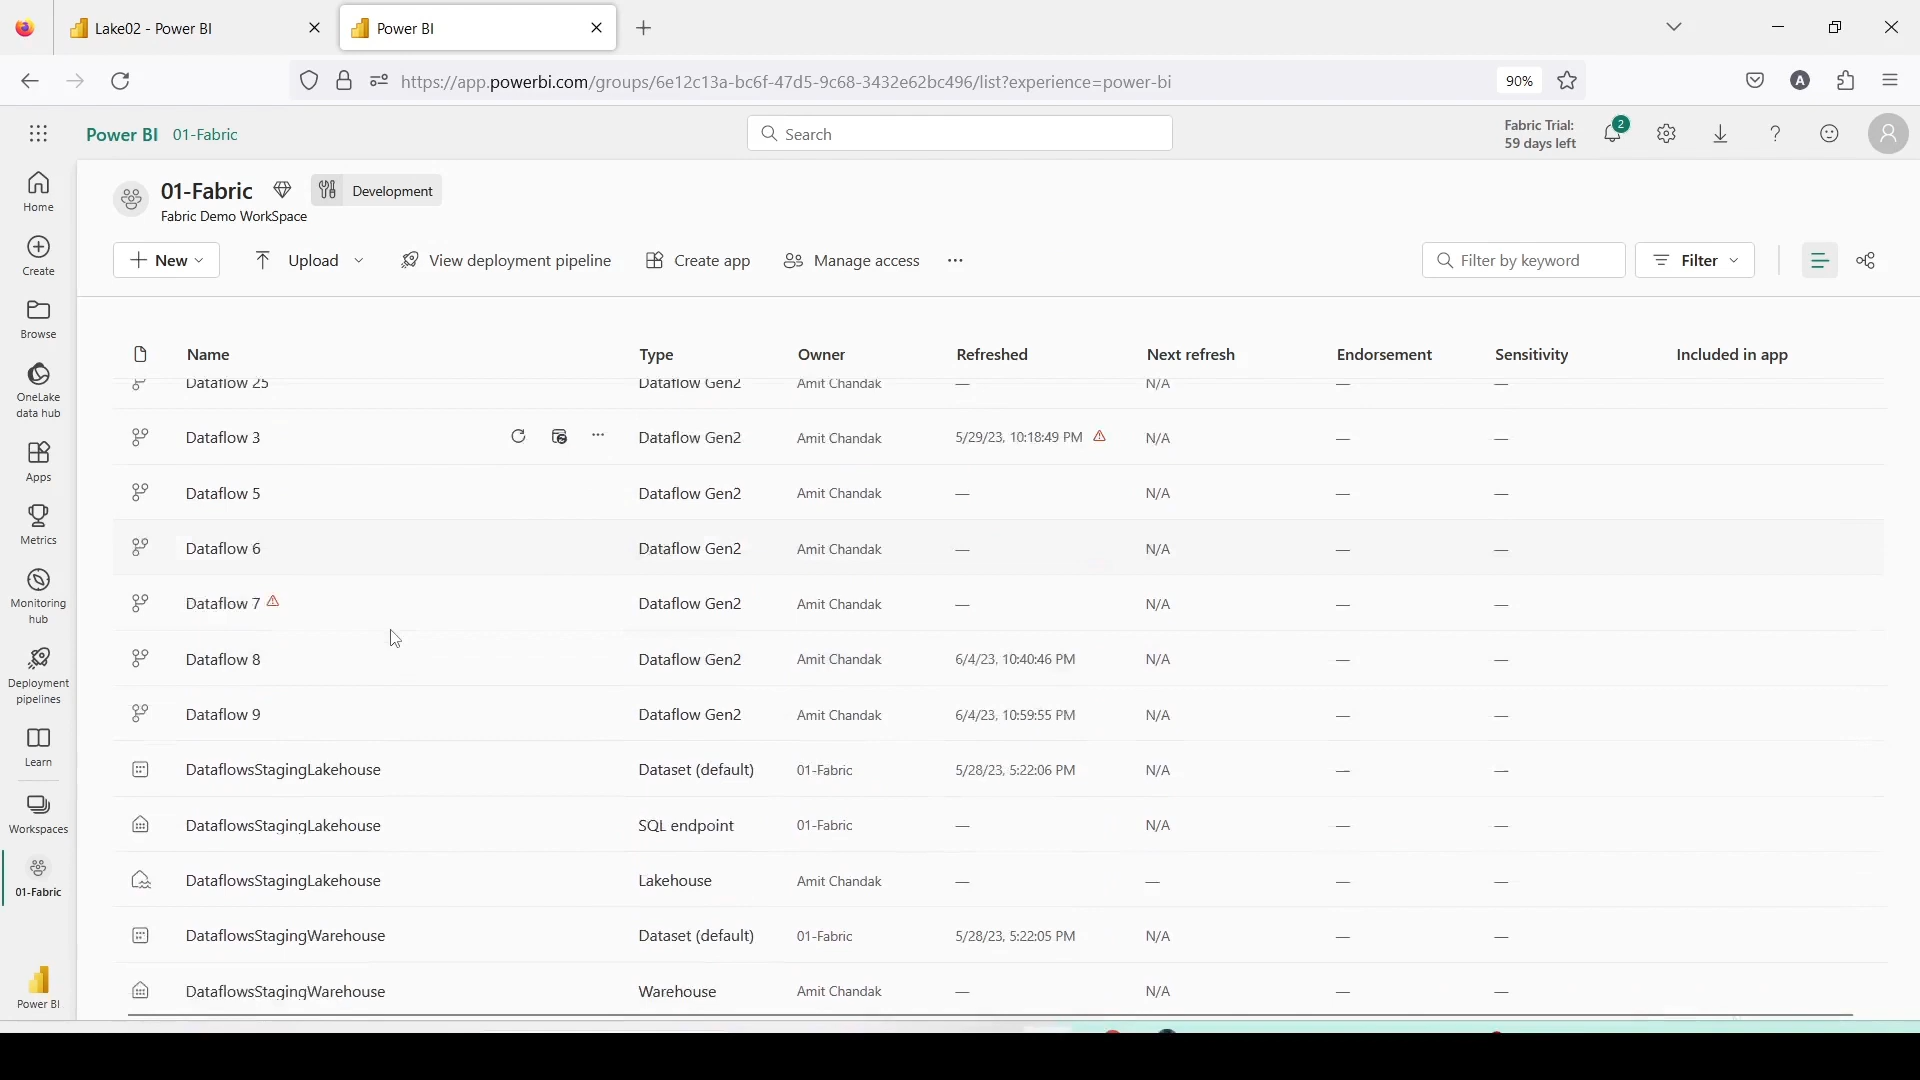 Lake02 - Power BI
Power BI
https://app.powerbi.com/groups/6e12c13a-bc6f-47d5-9c68-3432e62bc496/list?experience=power-bi
90%
A
Power BI 01-Fabric
Search
Fabric Trial:
59 days left
2
Home
Create
Browse
OneLake
data hub
Apps
Metrics
Monitoring
hub
Deployment
pipelines
Learn
Workspaces
01-Fabric
Power BI
01-Fabric
Development
Fabric Demo WorkSpace
New
Upload
View deployment pipeline
Create app
Manage access
Filter by keyword
Filter
Name Type Owner Refreshed Next refresh Endorsement Sensitivity Included in app
Dataflow 25 Dataflow Gen2 Amit Chandak — N/A — —
Dataflow 3 Dataflow Gen2 Amit Chandak 5/29/23, 10:18:49 PM N/A — —
Dataflow 5 Dataflow Gen2 Amit Chandak — N/A — —
Dataflow 6 Dataflow Gen2 Amit Chandak — N/A — —
Dataflow 7 Dataflow Gen2 Amit Chandak — N/A — —
Dataflow 8 Dataflow Gen2 Amit Chandak 6/4/23, 10:40:46 PM N/A — —
Dataflow 9 Dataflow Gen2 Amit Chandak 6/4/23, 10:59:55 PM N/A — —
DataflowsStagingLakehouse Dataset (default) 01-Fabric 5/28/23, 5:22:06 PM N/A — —
DataflowsStagingLakehouse SQL endpoint 01-Fabric — N/A — —
DataflowsStagingLakehouse Lakehouse Amit Chandak — — — —
DataflowsStagingWarehouse Dataset (default) 01-Fabric 5/28/23, 5:22:05 PM N/A — —
DataflowsStagingWarehouse Warehouse Amit Chandak — N/A — —